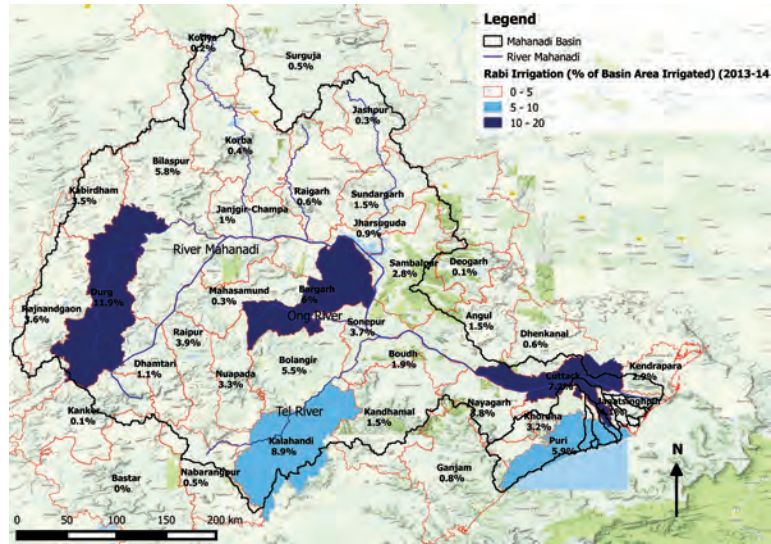 Legend
Mahanadi Basin
River Mahanadi
Rabi Irrigation (% of Basin Area Irrigated) (2013-14
0 - 5
5 - 10
10 - 20
0.2%
Surguja
0.5%
Jashpur
0.3%
Korba
0.4%
Bilaspur
5.8%
Kabirdham
3.5%
Raigarh
0.6%
Sundargarh
1.5%
Janjgir-Champa
1%
Jharsuguda
0.9%
River Mahanadi
Sambalpur
2.8%
Deogarh
0.1%
Durg
11.9%
Mahasamund
0.3%
Bargarh
6%
Rajnandgaon
3.6%
Ong River
Sonepur
3.7%
Angul
1.5%
Raipur
3.9%
Dhenkanal
0.6%
Dhamtari
1.1%
Nuapada
3.3%
Bolangir
5.5%
Boudh
1.9%
Cuttack
Kendrapara
2.9%
Kanker
0.1%
Tel River
Kandhamal
1.5%
Nayagarh
3.8%
Khordha
3.2%
Jagatsinghpur
Kalahandi
8.9%
Puri
5.9%
Bastar
0%
Nabarangpur
0.5%
Ganjam
0.8%
N
0 50 100 150 200 km